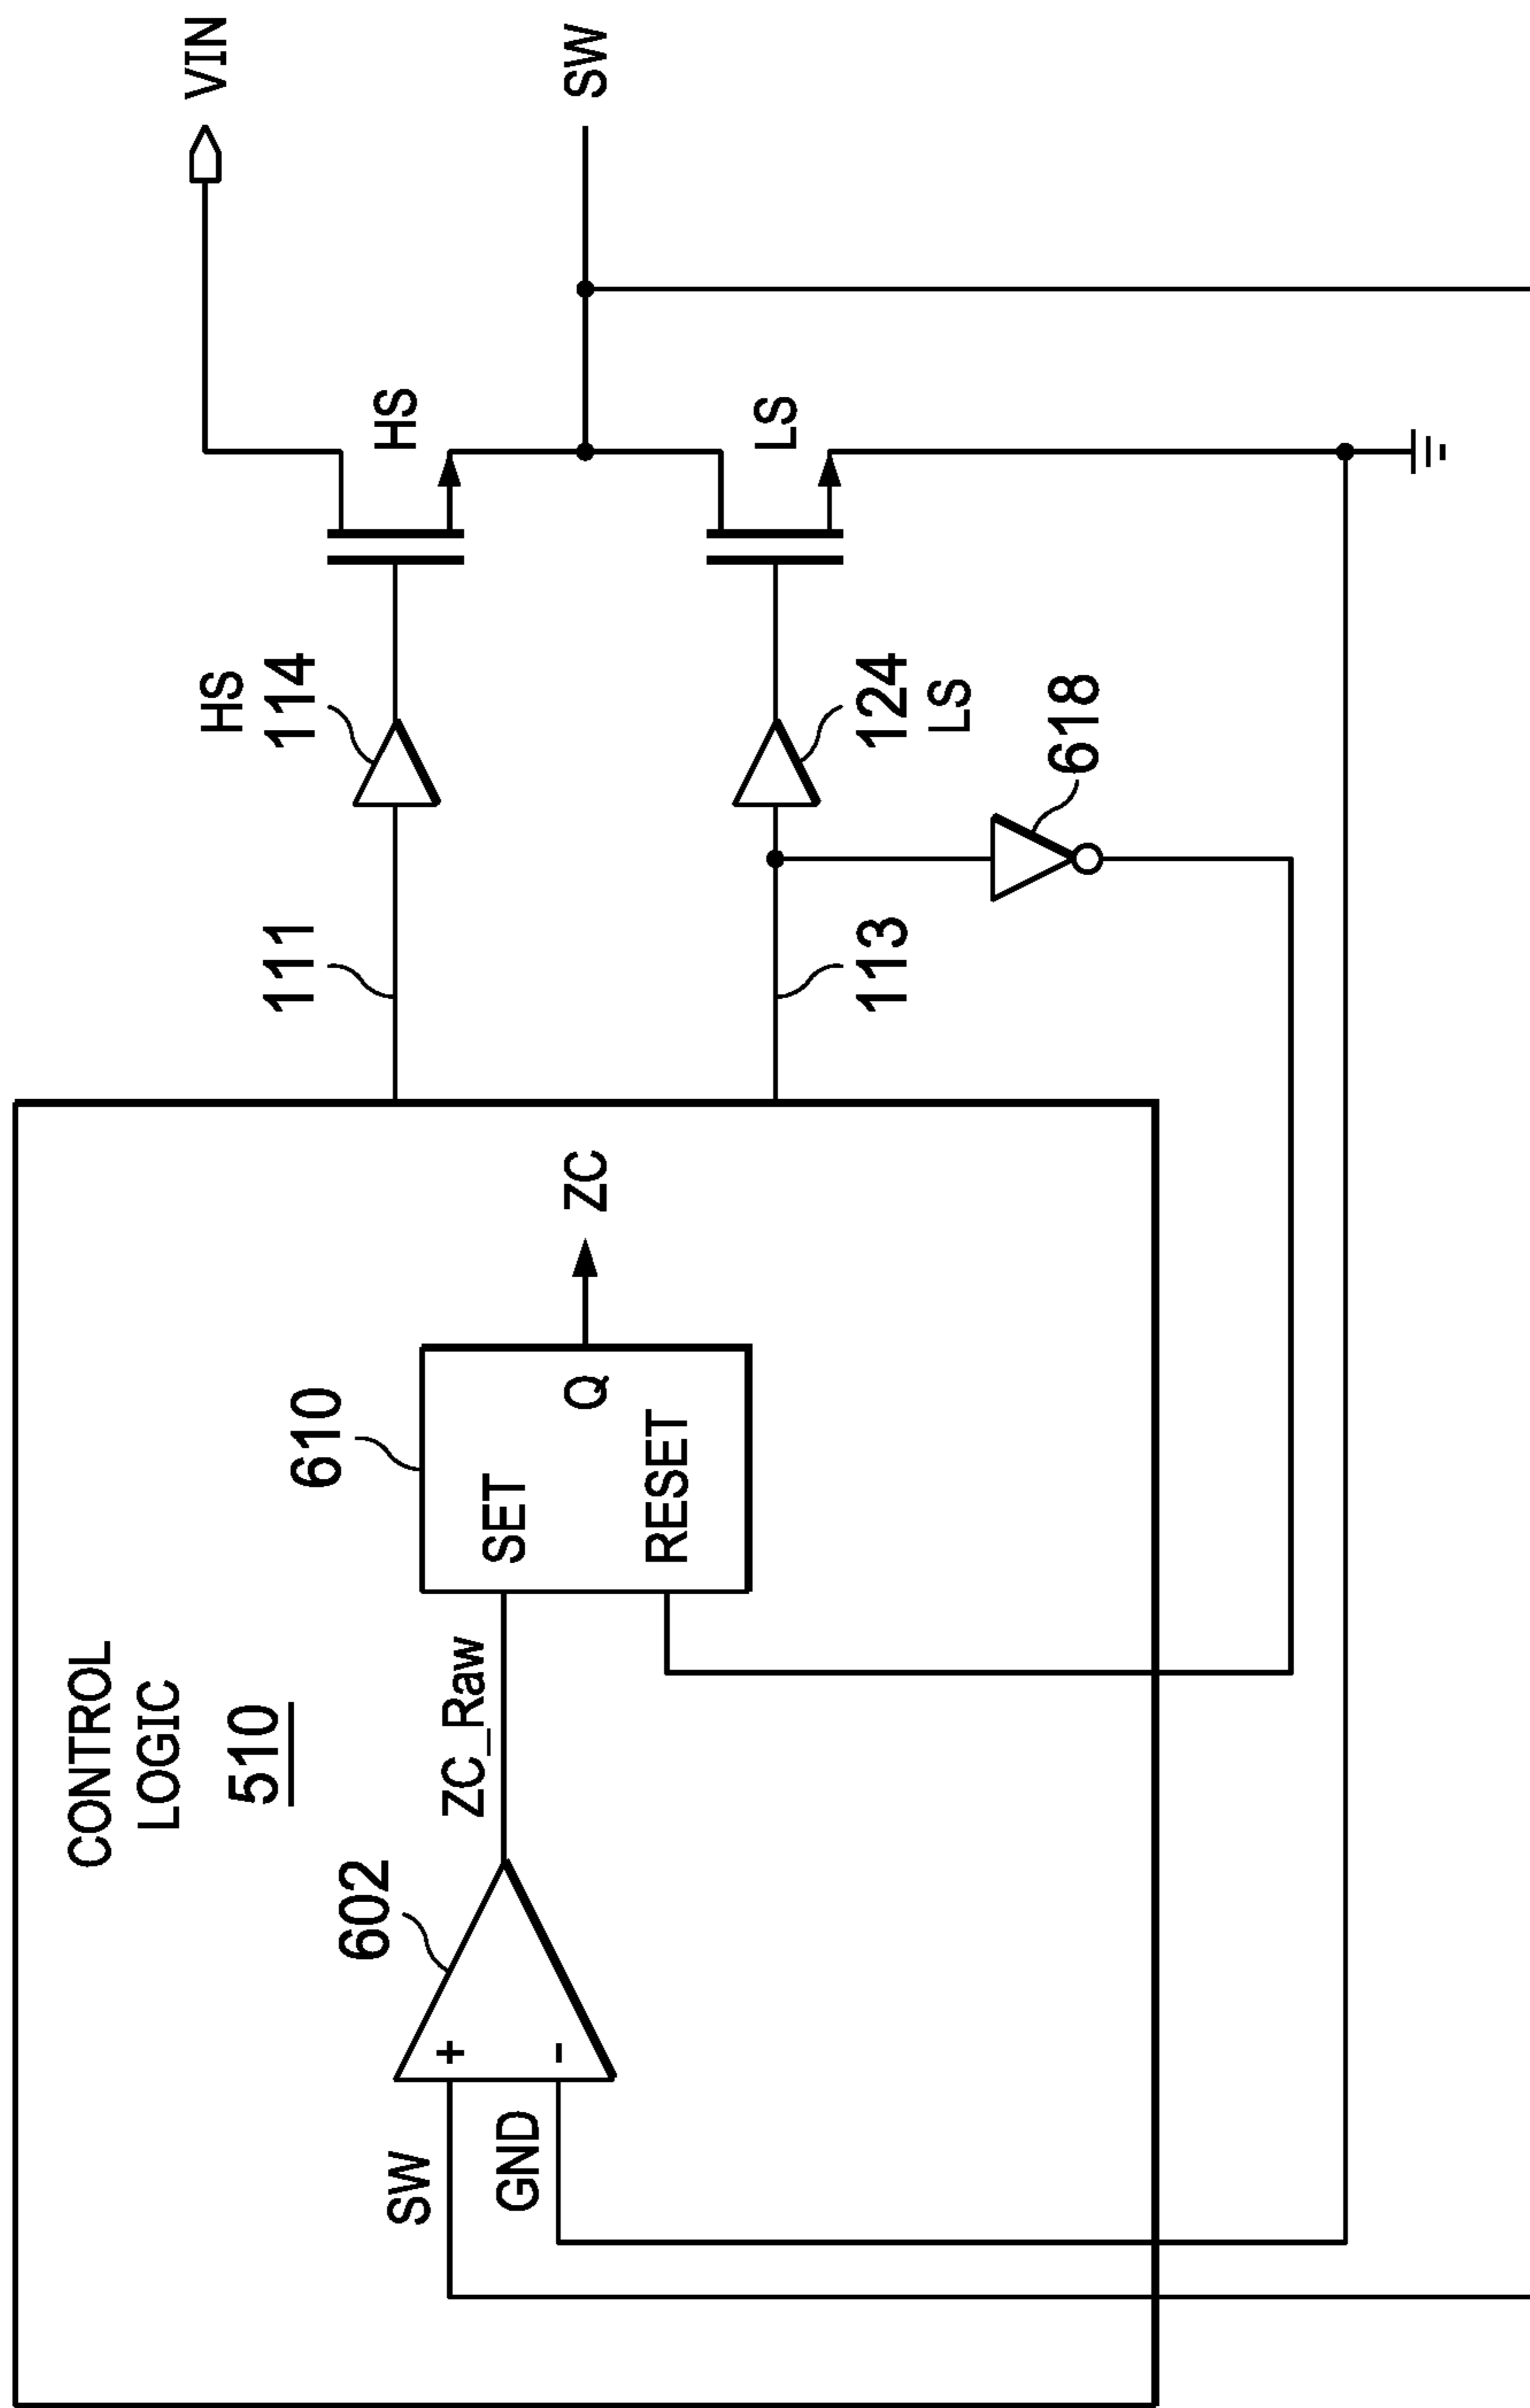 CONTROL
LOGIC
510
VIN
HS
114
HS
111
SW
602
ZC_Raw
610
SET
Q
RESET
ZC
SW
+
GND
-
LS
113
124
LS
618